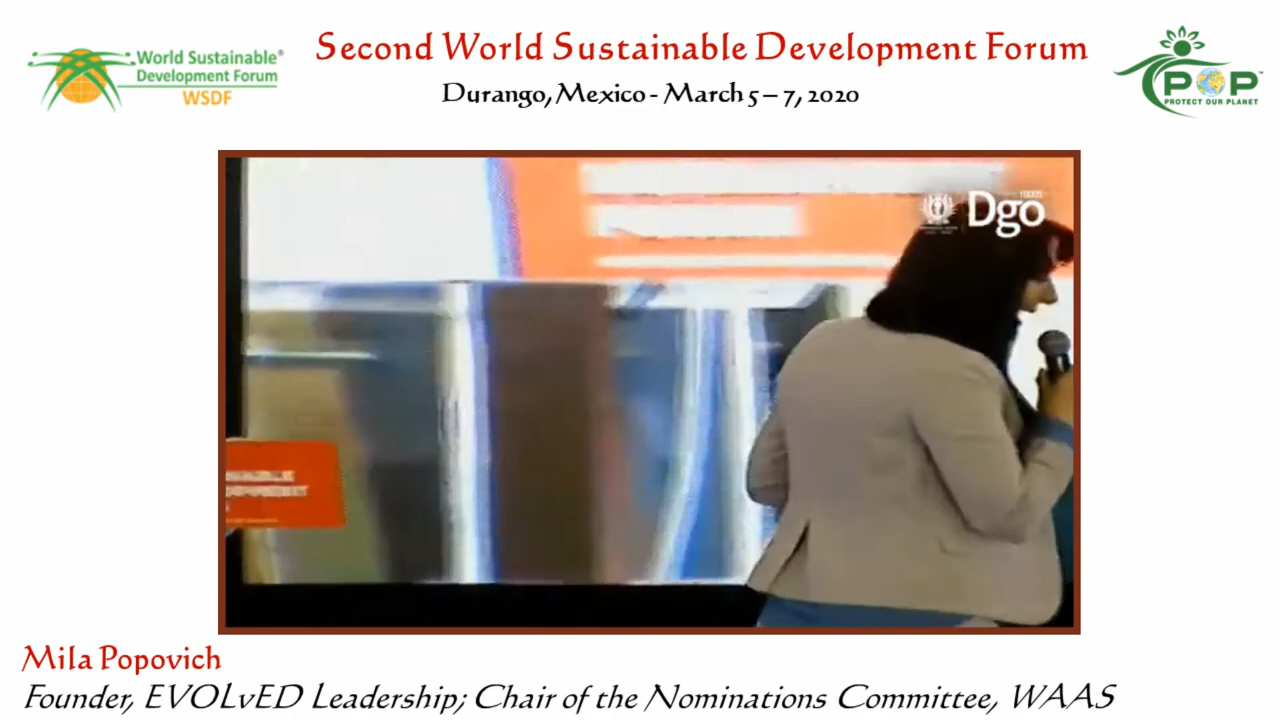 World Sustainable®
Development Forum
WSDF
Second World Sustainable Development Forum
Durango, Mexico - March 5 – 7, 2020
POP™
PROTECT OUR PLANET
Dgo
Mila Popovich
Founder, EVOLvED Leadership; Chair of the Nominations Committee, WAAS